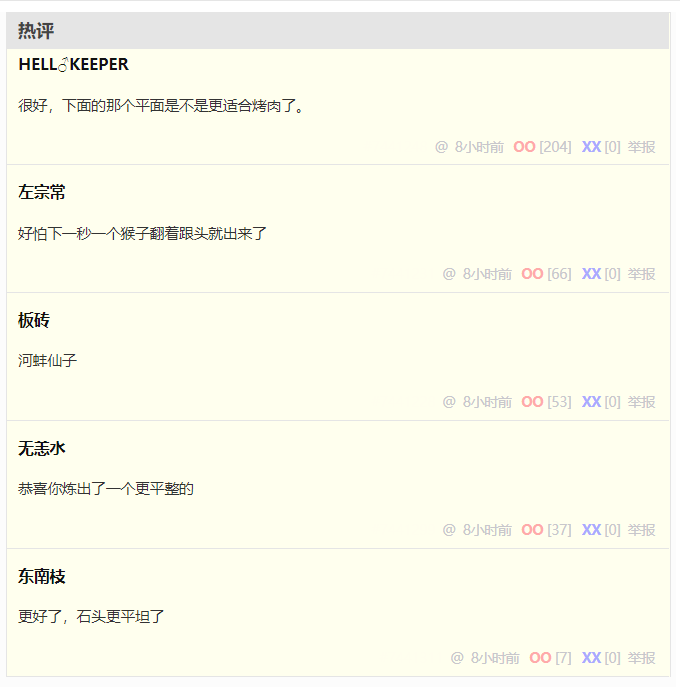 热评
HELL♂KEEPER
很好，下面的那个平面是不是更适合烤肉了。
@ 8小时前 OO [204] XX [0] 举报
左宗常
好怕下一秒一个猴子翻着跟头就出来了
@ 8小时前 OO [66] XX [0] 举报
板砖
河蚌仙子
@ 8小时前 OO [53] XX [0] 举报
无恙水
恭喜你炼出了一个更平整的
@ 8小时前 OO [37] XX [0] 举报
东南枝
更好了，石头更平坦了
@ 8小时前 OO [7] XX [0] 举报